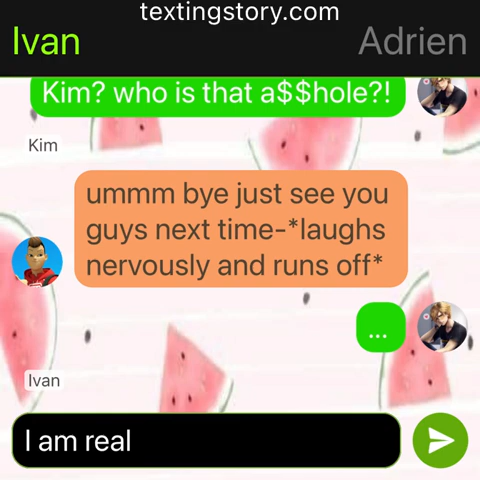 textingstory.com
Ivan
Adrien
Kim? who is that a$$hole?!
Kim
ummm bye just see you
guys next time-*laughs
nervously and runs off*
...
Ivan
I am real